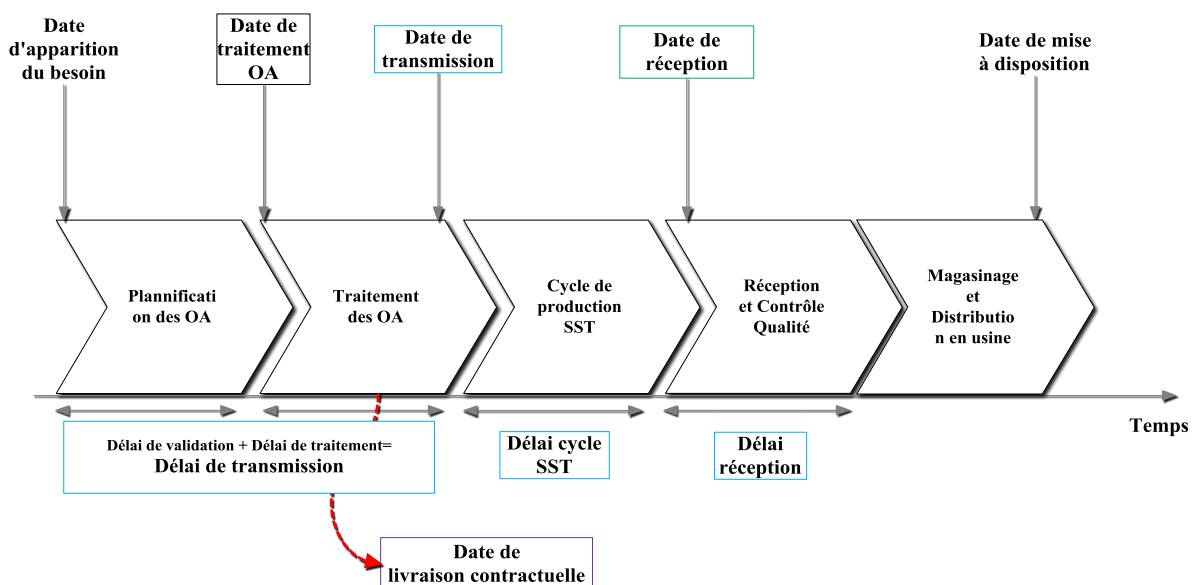 Date
d'apparition
du besoin
Date de
traitement
OA
Date de
transmission
Date de
réception
Date de mise
à disposition
Plannificati
on des OA
Traitement
des OA
Cycle de
production
SST
Réception
et Contrôle
Qualité
Magasinage
et
Distributio
n en usine
Temps
Délai de validation + Délai de traitement=
Délai de transmission
Délai cycle
SST
Délai
réception
Date de
livraison contractuelle